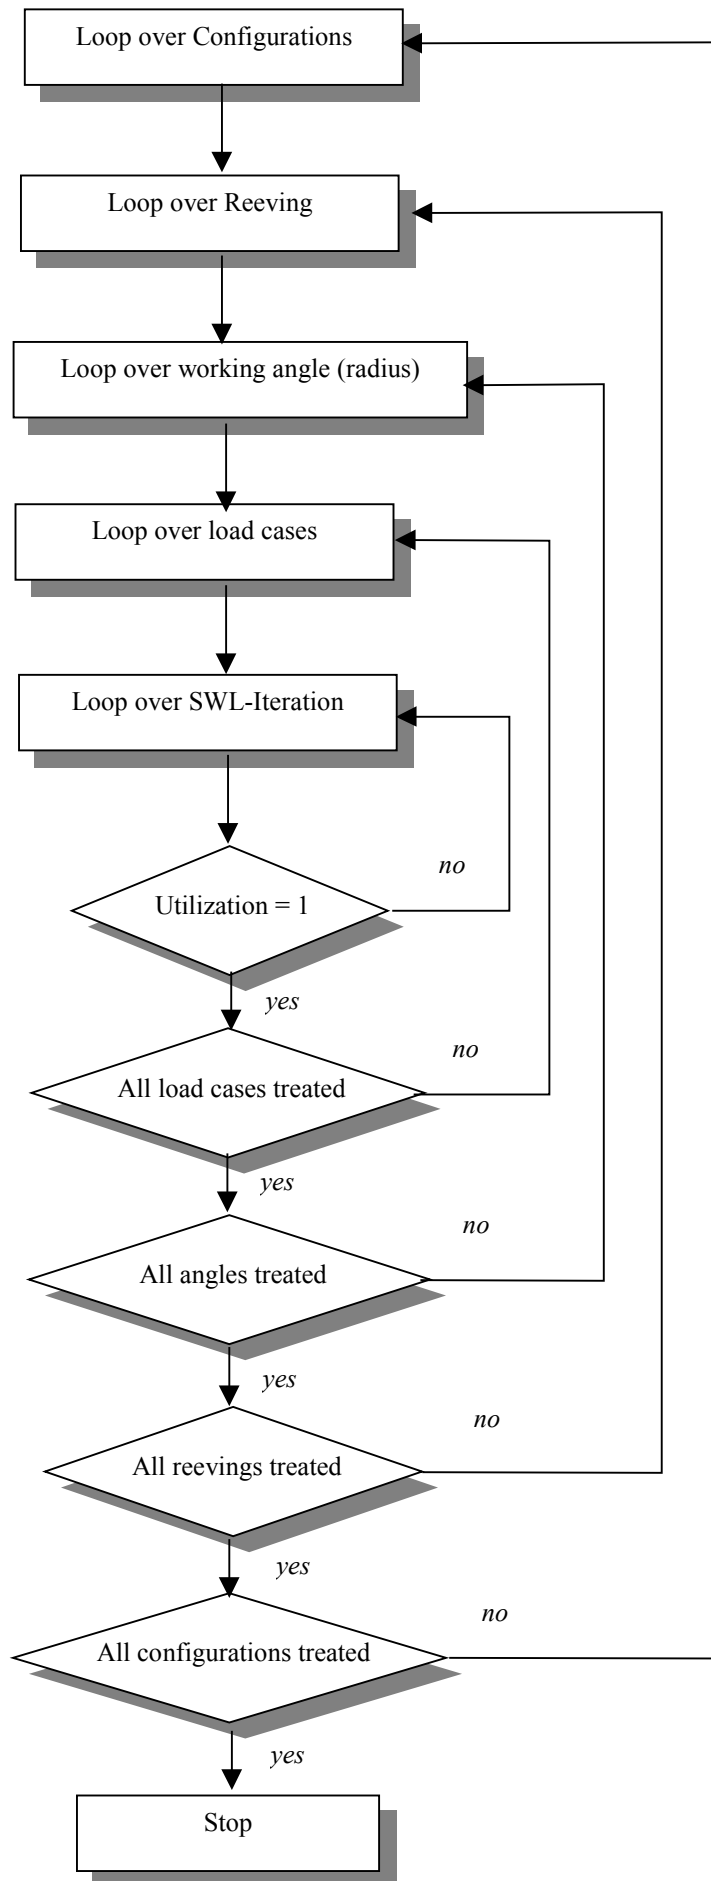 Loop over Configurations
Loop over Reeving
Loop over working angle (radius)
Loop over load cases
Loop over SWL-Iteration
no
Utilization = 1
yes
no
All load cases treated
yes
no
All angles treated
yes
no
All reevings treated
yes
no
All configurations treated
yes
Stop